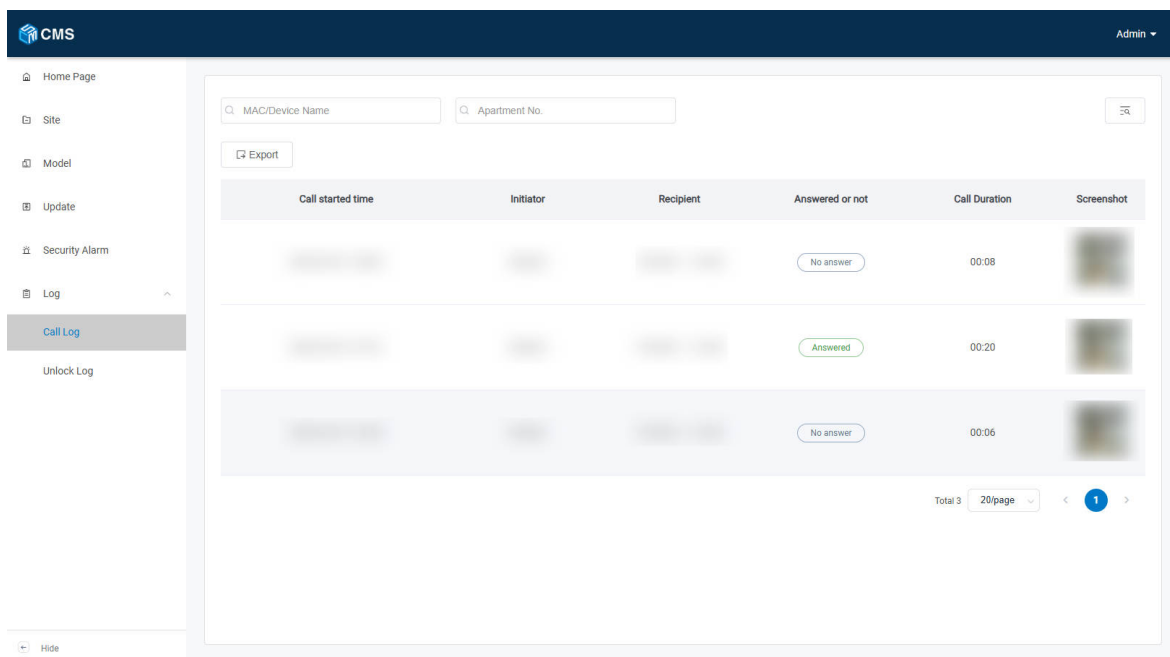 CMS
Admin
Home Page
Site
Model
Update
Security Alarm
Log
Call Log
Unlock Log
Hide
MAC/Device Name
Apartment No.
Export
Call started time Initiator Recipient Answered or not Call Duration Screenshot
No answer 00:08
Answered 00:20
No answer 00:06
Total 3 20/page 1